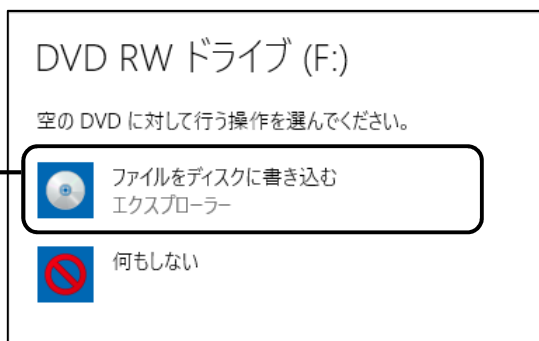 DVD RW ドライブ (F:)
空の DVD に対して行う操作を選んでください。
ファイルをディスクに書き込む
エクスプローラー
何もしない